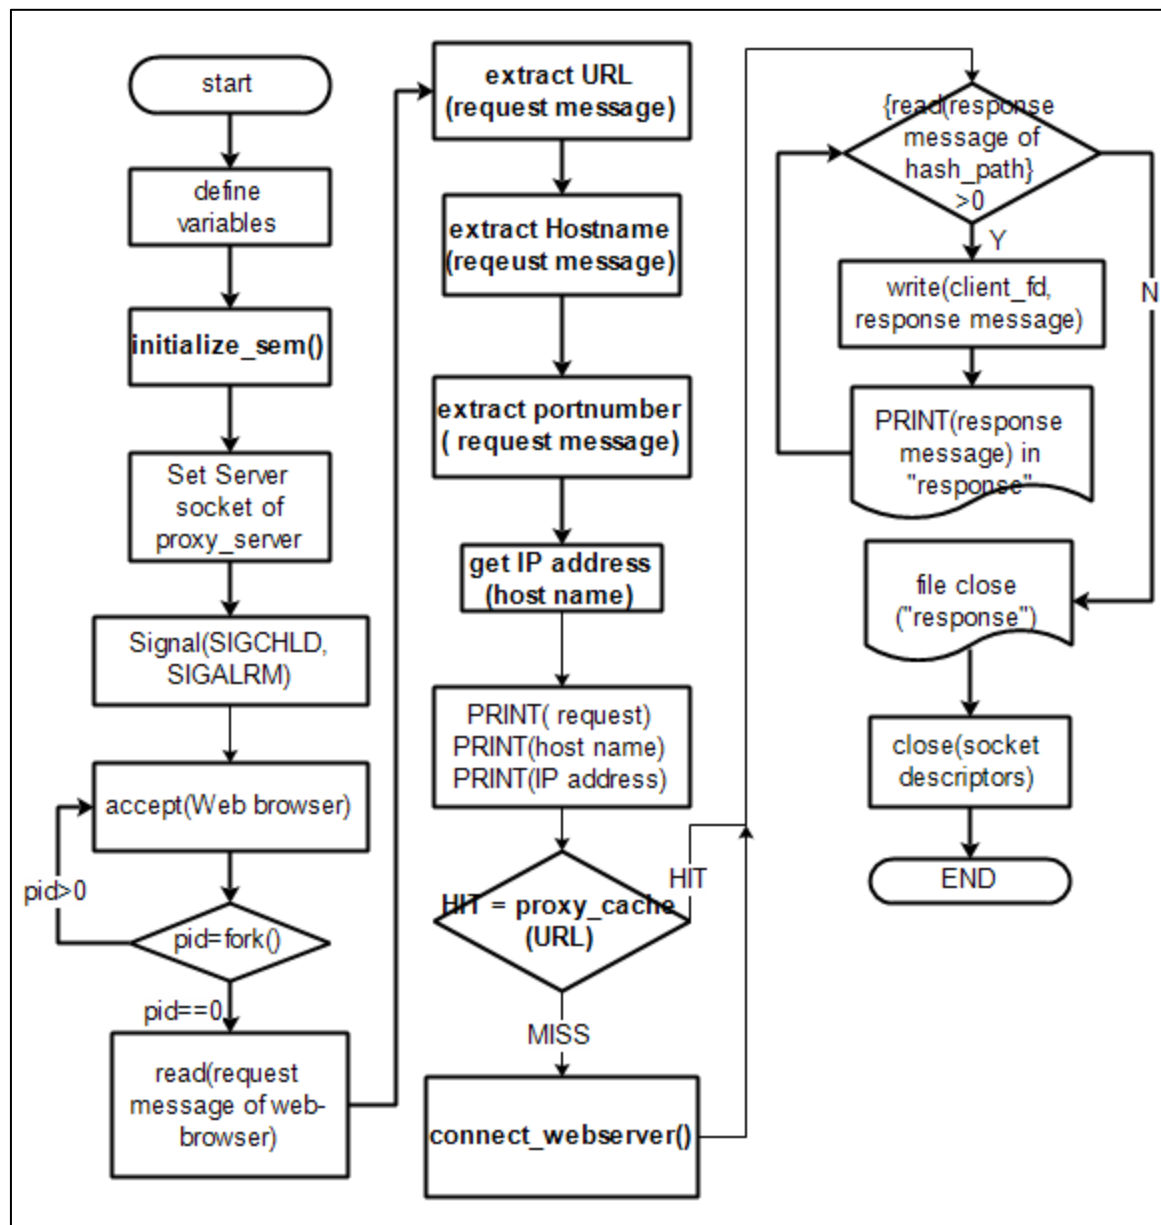 start
define
variables
initialize_sem()
Set Server
socket of
proxy_server
Signal(SIGCHLD,
SIGALRM)
accept(Web browser)
pid>0
pid=fork()
pid==0
read(request
message of web-
browser)
extract URL
(request message)
extract Hostname
(reqeust message)
extract portnumber
( request message)
get IP address
(host name)
PRINT( request)
PRINT(host name)
PRINT(IP address)
HIT = proxy_cache
(URL)
HIT
MISS
connect_webserver()
{read(response
message of
hash_path}
>0
Y
N
write(client_fd,
response message)
PRINT(response
message) in
"response"
file close
("response")
close(socket
descriptors)
END